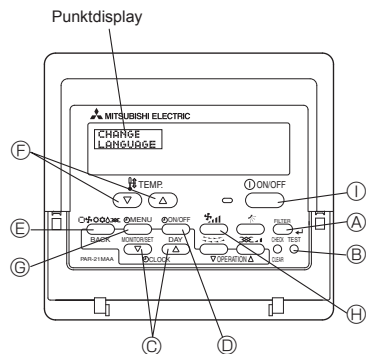 Punktdisplay
MITSUBISHI ELECTRIC
CHANGE
LANGUAGE
TEMP.
ON/OFF
MENU
ON/OFF
FILTER
BACK
MONITOR/SET
DAY
CHECK
TEST
PAR-21MAA
CLOCK
OPERATION
CLEAR
F
E
G
C
D
H
I
A
B